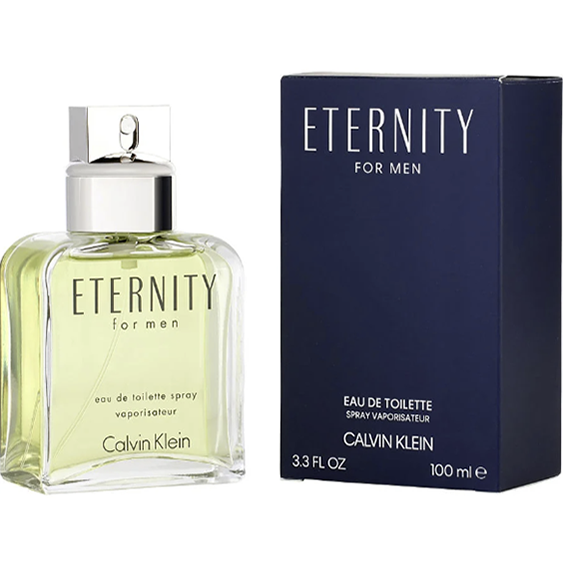 ETERNITY
for men
eau de toilette spray
vaporisateur
Calvin Klein
ETERNITY
FOR MEN
EAU DE TOILETTE
SPRAY VAPORISATEUR
CALVIN KLEIN
3.3 FL OZ 100 ml ℮